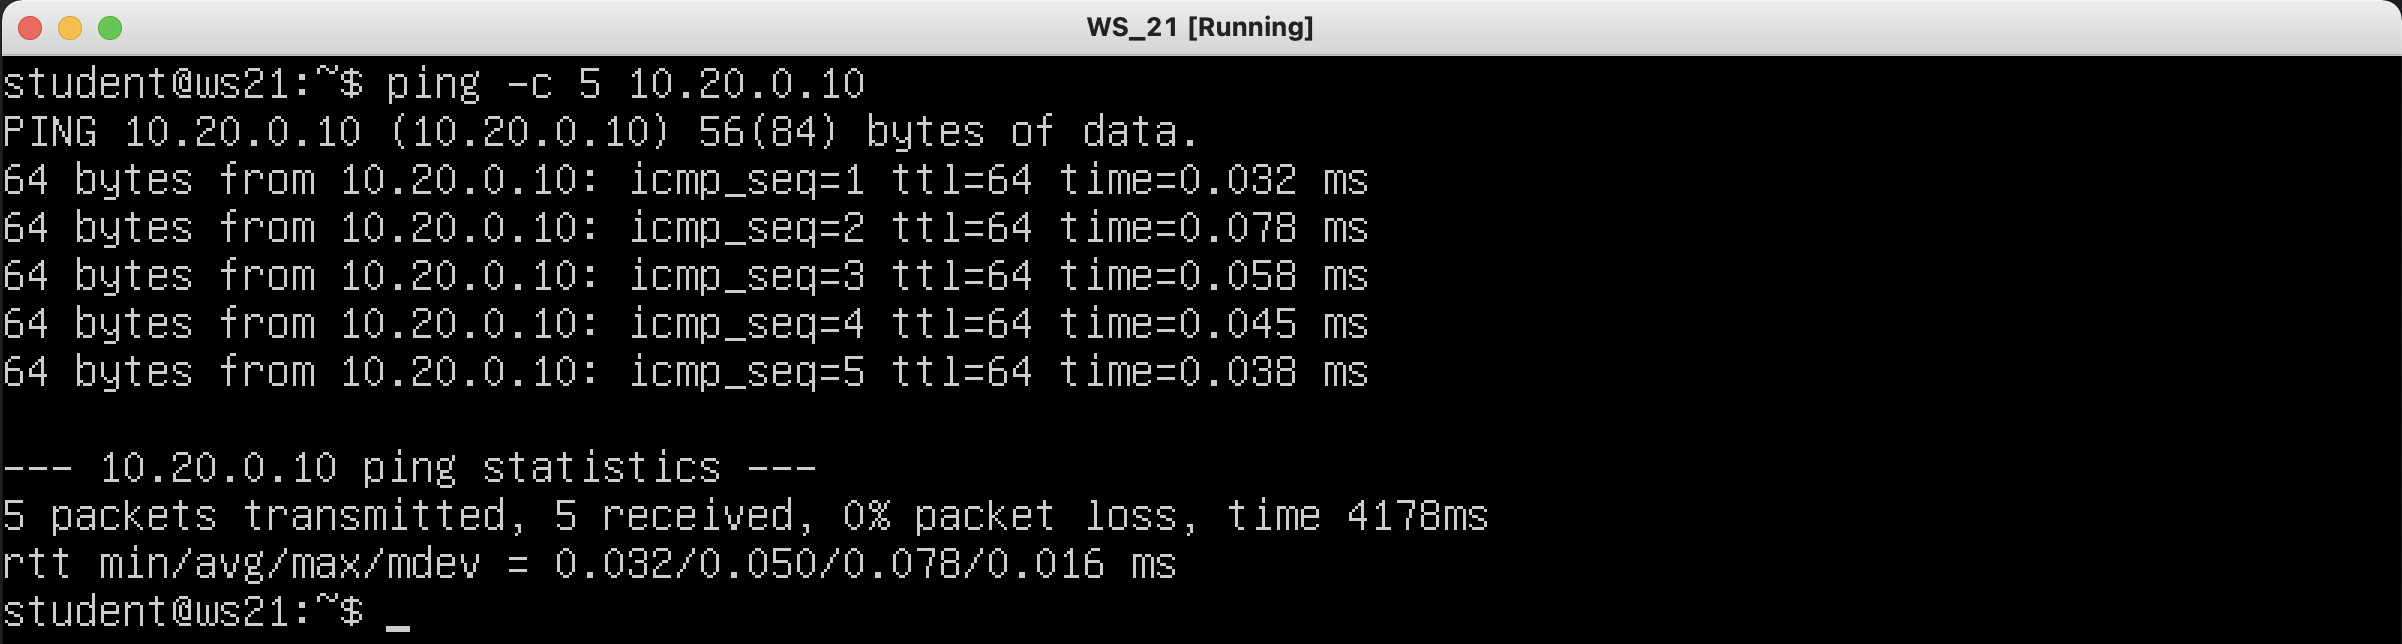 WS_21 [Running]
student@ws21:~$ ping -c 5 10.20.0.10
PING 10.20.0.10 (10.20.0.10) 56(84) bytes of data.
64 bytes from 10.20.0.10: icmp_seq=1 ttl=64 time=0.032 ms
64 bytes from 10.20.0.10: icmp_seq=2 ttl=64 time=0.078 ms
64 bytes from 10.20.0.10: icmp_seq=3 ttl=64 time=0.058 ms
64 bytes from 10.20.0.10: icmp_seq=4 ttl=64 time=0.045 ms
64 bytes from 10.20.0.10: icmp_seq=5 ttl=64 time=0.038 ms
--- 10.20.0.10 ping statistics ---
5 packets transmitted, 5 received, 0% packet loss, time 4178ms
rtt min/avg/max/mdev = 0.032/0.050/0.078/0.016 ms
student@ws21:~$ _